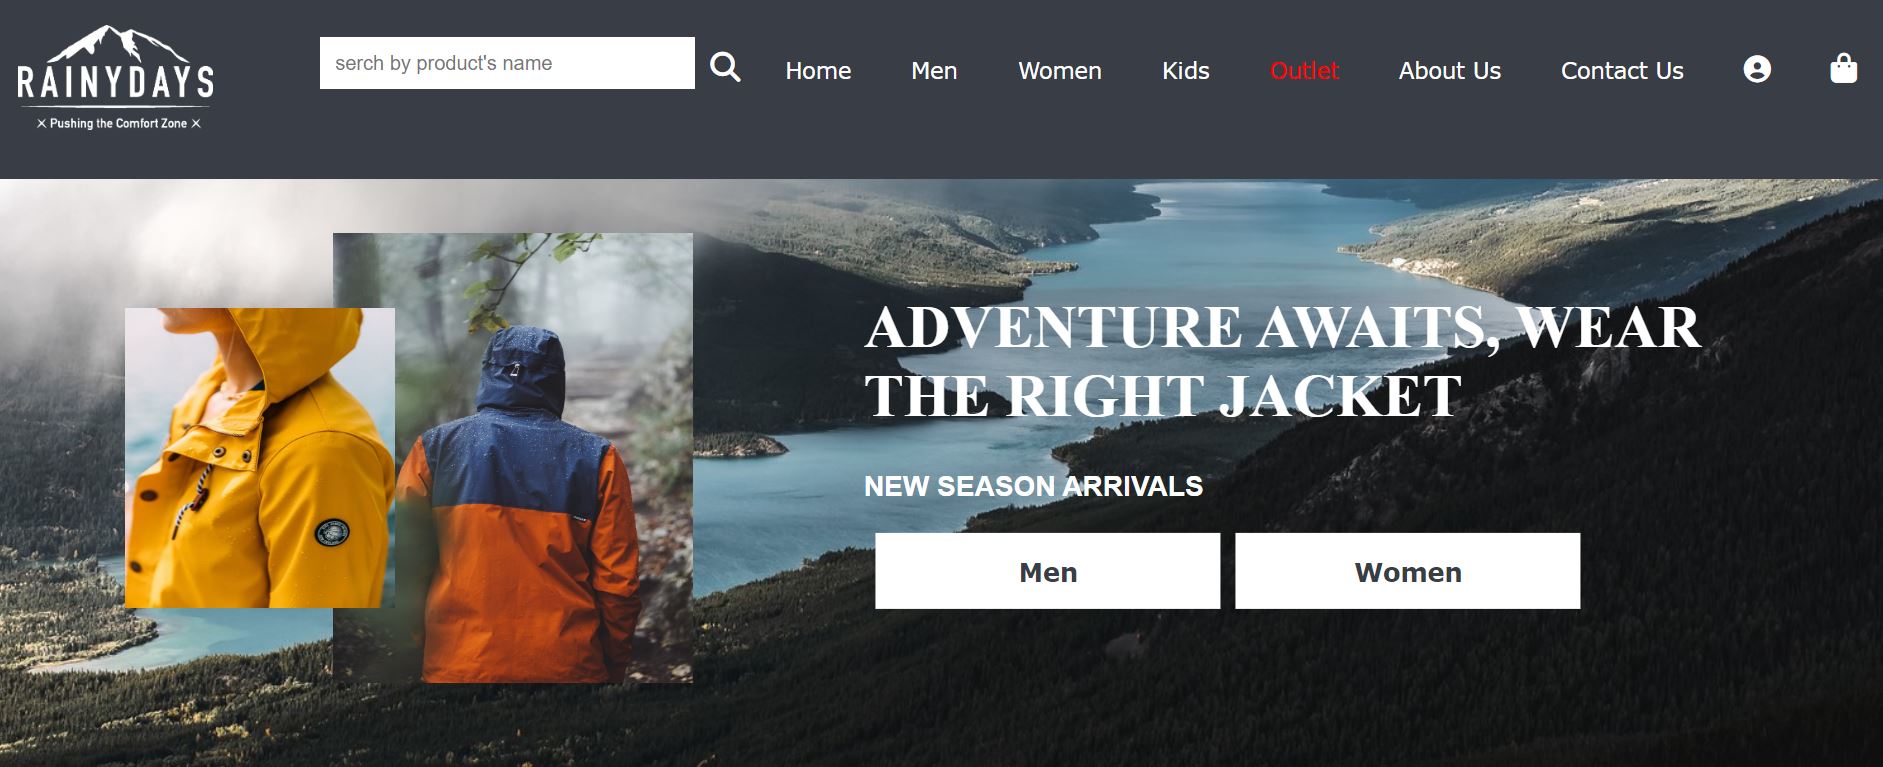 RAINYDAYS
Pushing the Comfort Zone
serch by product's name
Home Men Women Kids Outlet About Us Contact Us
ADVENTURE AWAITS, WEAR
THE RIGHT JACKET
NEW SEASON ARRIVALS
Men Women